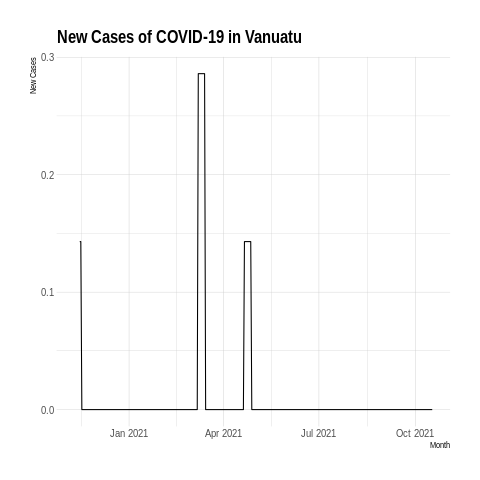 New Cases of COVID-19 in Vanuatu
New Cases
0.3
0.2
0.1
0.0
Jan 2021 Apr 2021 Jul 2021 Oct 2021
Month